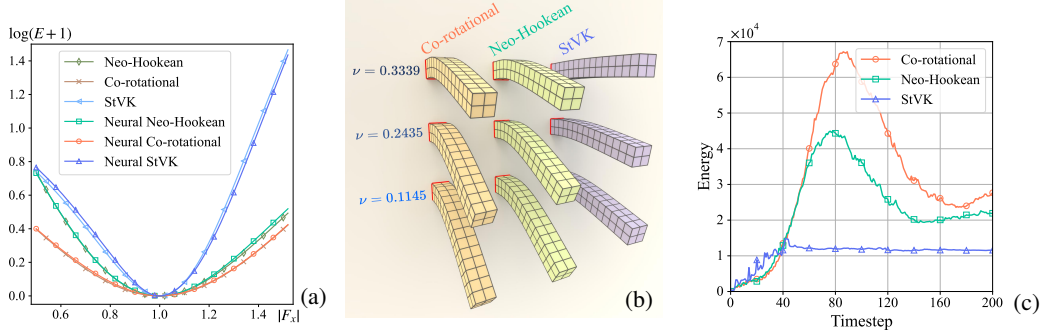 log(E + 1)
1.4
1.2
1.0
0.8
0.6
0.4
0.2
0.0
0.6 0.8 1.0 1.2 1.4
|F_x|
Neo-Hookean
Co-rotational
StVK
Neural Neo-Hookean
Neural Co-rotational
Neural StVK
(a)
Co-rotational
Neo-Hookean
StVK
ν = 0.3339
ν = 0.2435
ν = 0.1145
(b)
×10⁴
7
6
5
4
3
2
1
0
Energy
0 40 80 120 160 200
Timestep
Co-rotational
Neo-Hookean
StVK
(c)